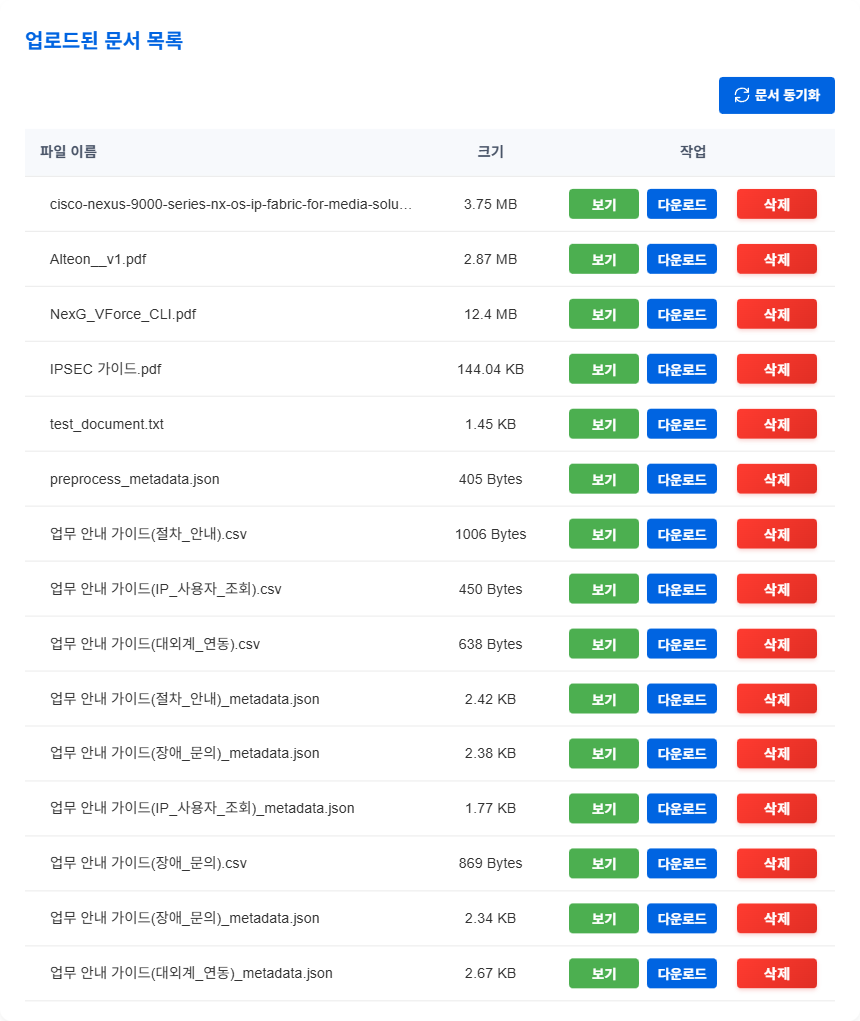 업로드된 문서 목록
문서 동기화
파일 이름 크기 작업
cisco-nexus-9000-series-nx-os-ip-fabric-for-media-solu… 3.75 MB 보기 다운로드 삭제
Alteon__v1.pdf 2.87 MB 보기 다운로드 삭제
NexG_VForce_CLI.pdf 12.4 MB 보기 다운로드 삭제
IPSEC 가이드.pdf 144.04 KB 보기 다운로드 삭제
test_document.txt 1.45 KB 보기 다운로드 삭제
preprocess_metadata.json 405 Bytes 보기 다운로드 삭제
업무 안내 가이드(절차_안내).csv 1006 Bytes 보기 다운로드 삭제
업무 안내 가이드(IP_사용자_조회).csv 450 Bytes 보기 다운로드 삭제
업무 안내 가이드(대외계_연동).csv 638 Bytes 보기 다운로드 삭제
업무 안내 가이드(절차_안내)_metadata.json 2.42 KB 보기 다운로드 삭제
업무 안내 가이드(장애_문의)_metadata.json 2.38 KB 보기 다운로드 삭제
업무 안내 가이드(IP_사용자_조회)_metadata.json 1.77 KB 보기 다운로드 삭제
업무 안내 가이드(장애_문의).csv 869 Bytes 보기 다운로드 삭제
업무 안내 가이드(장애_문의)_metadata.json 2.34 KB 보기 다운로드 삭제
업무 안내 가이드(대외계_연동)_metadata.json 2.67 KB 보기 다운로드 삭제